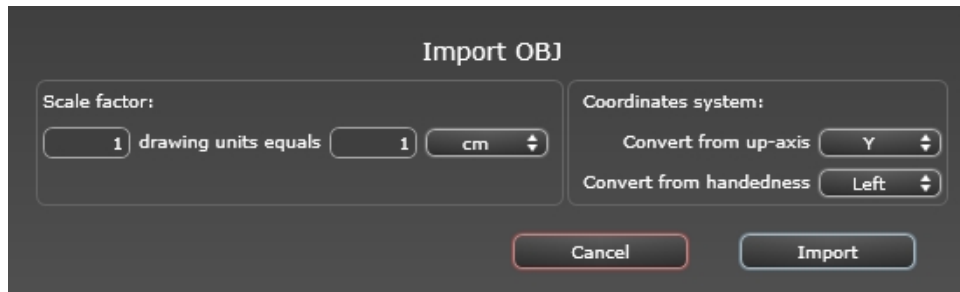 Import OBJ
Scale factor:
1 drawing units equals 1 cm
Coordinates system:
Convert from up-axis Y
Convert from handedness Left
Cancel
Import